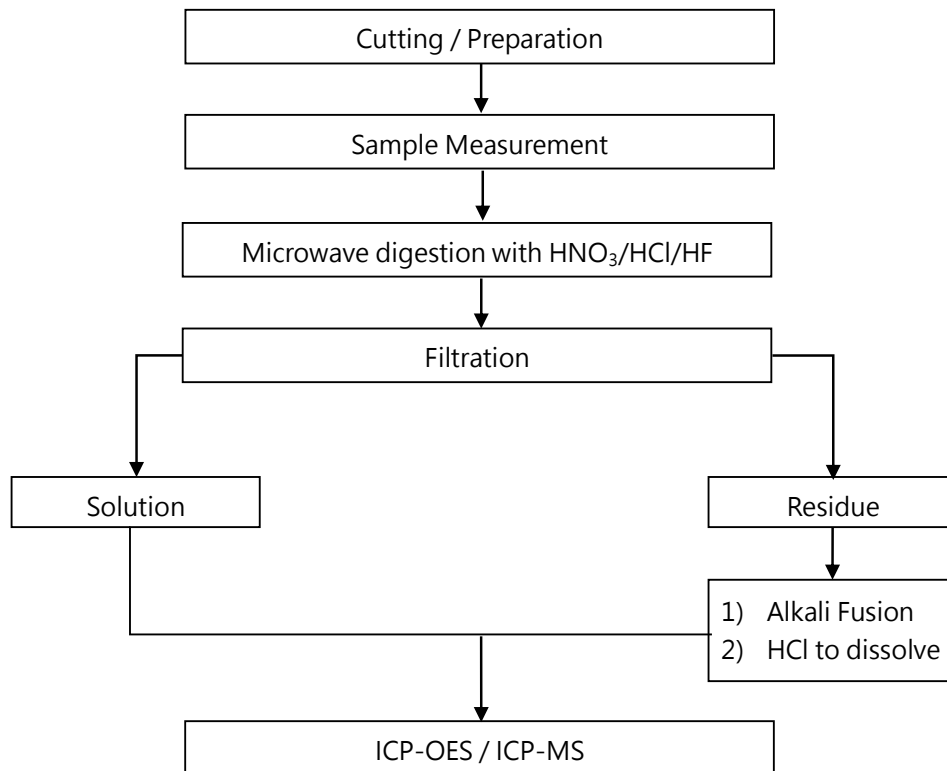 Cutting / Preparation
Sample Measurement
Microwave digestion with HNO₃/HCl/HF
Filtration
Solution
Residue
1) Alkali Fusion
2) HCl to dissolve
ICP-OES / ICP-MS